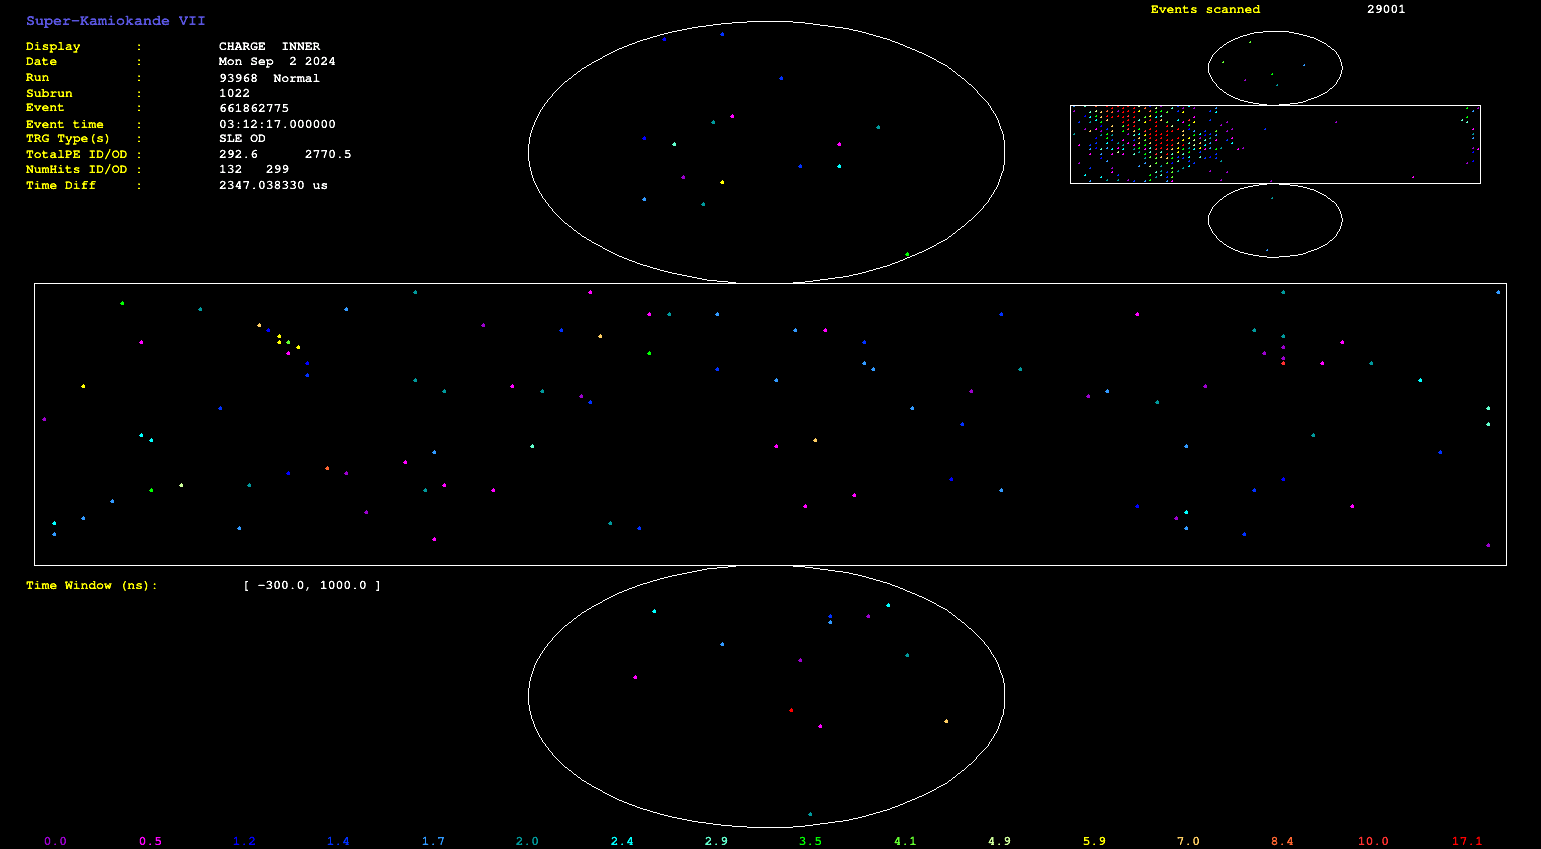 Super-Kamiokande VII
Events scanned 29001
Display : CHARGE INNER
Date : Mon Sep 2 2024
Run : 93968 Normal
Subrun : 1022
Event : 661862775
Event time : 03:12:17.000000
TRG Type(s) : SLE OD
TotalPE ID/OD : 292.6 2770.5
NumHits ID/OD : 132 299
Time Diff : 2347.038330 us
Time Window (ns): [ -300.0, 1000.0 ]
0.0 0.5 1.2 1.4 1.7 2.0 2.4 2.9 3.5 4.1 4.9 5.9 7.0 8.4 10.0 17.1